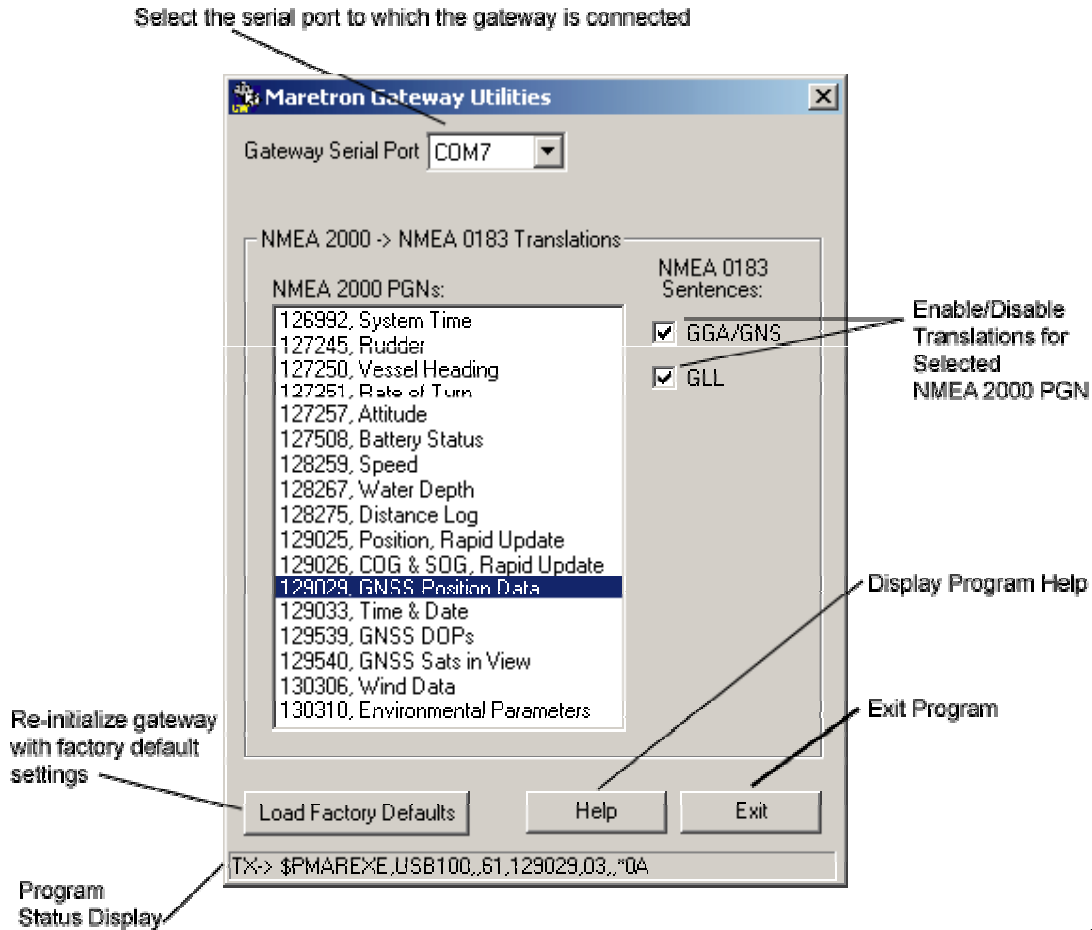 Select the serial port to which the gateway is connected
Maretron Gateway Utilities
Gateway Serial Port COM7
NMEA 2000 -> NMEA 0183 Translations
NMEA 2000 PGNs:
NMEA 0183
Sentences:
126992, System Time
127245, Rudder
127250, Vessel Heading
127251, Rate of Turn
127257, Attitude
127508, Battery Status
128259, Speed
128267, Water Depth
128275, Distance Log
129025, Position, Rapid Update
129026, COG & SOG, Rapid Update
129029, GNSS Position Data
129033, Time & Date
129539, GNSS DOPs
129540, GNSS Sats in View
130306, Wind Data
130310, Environmental Parameters
GGA/GNS
GLL
Enable/Disable
Translations for
Selected
NMEA 2000 PGN
Display Program Help
Exit Program
Re-initialize gateway
with factory default
settings
Load Factory Defaults
Help
Exit
TX-> $PMAREXE,USB100,,61,129029,03,,*0A
Program
Status Display